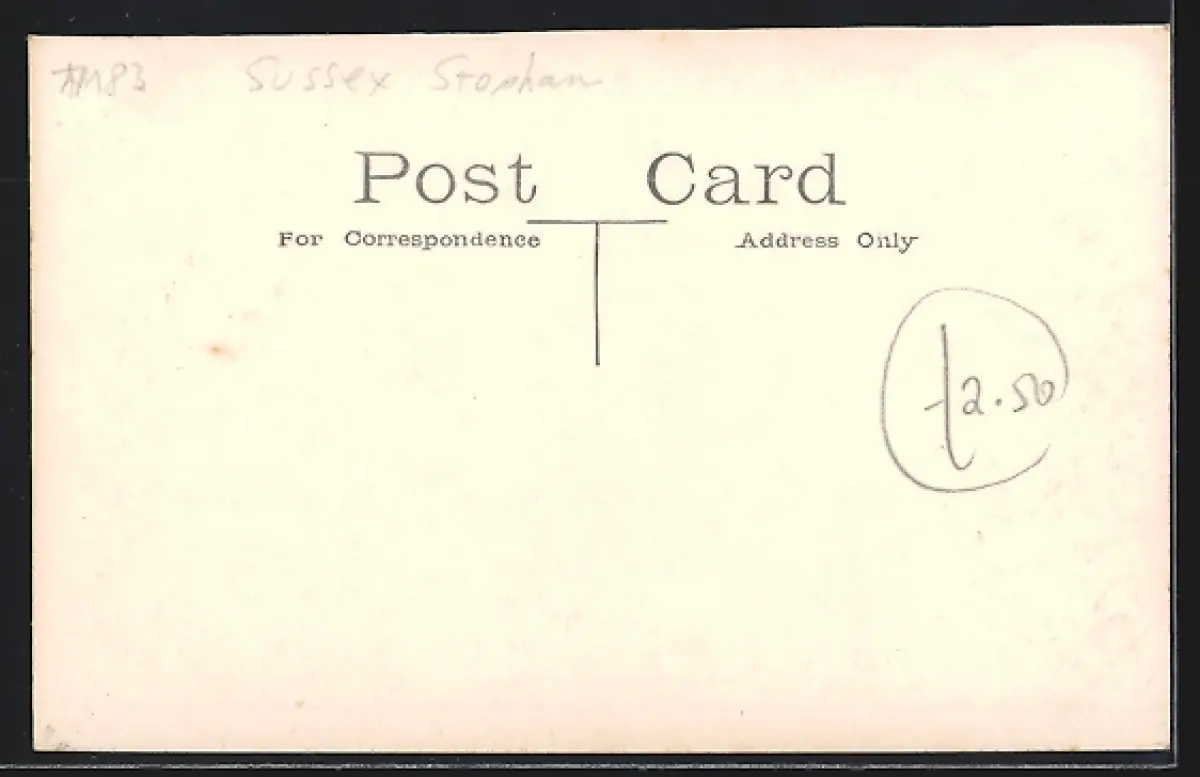 AM83 Sussex Stopham
Post Card
For Correspondence Address Only
£2.50